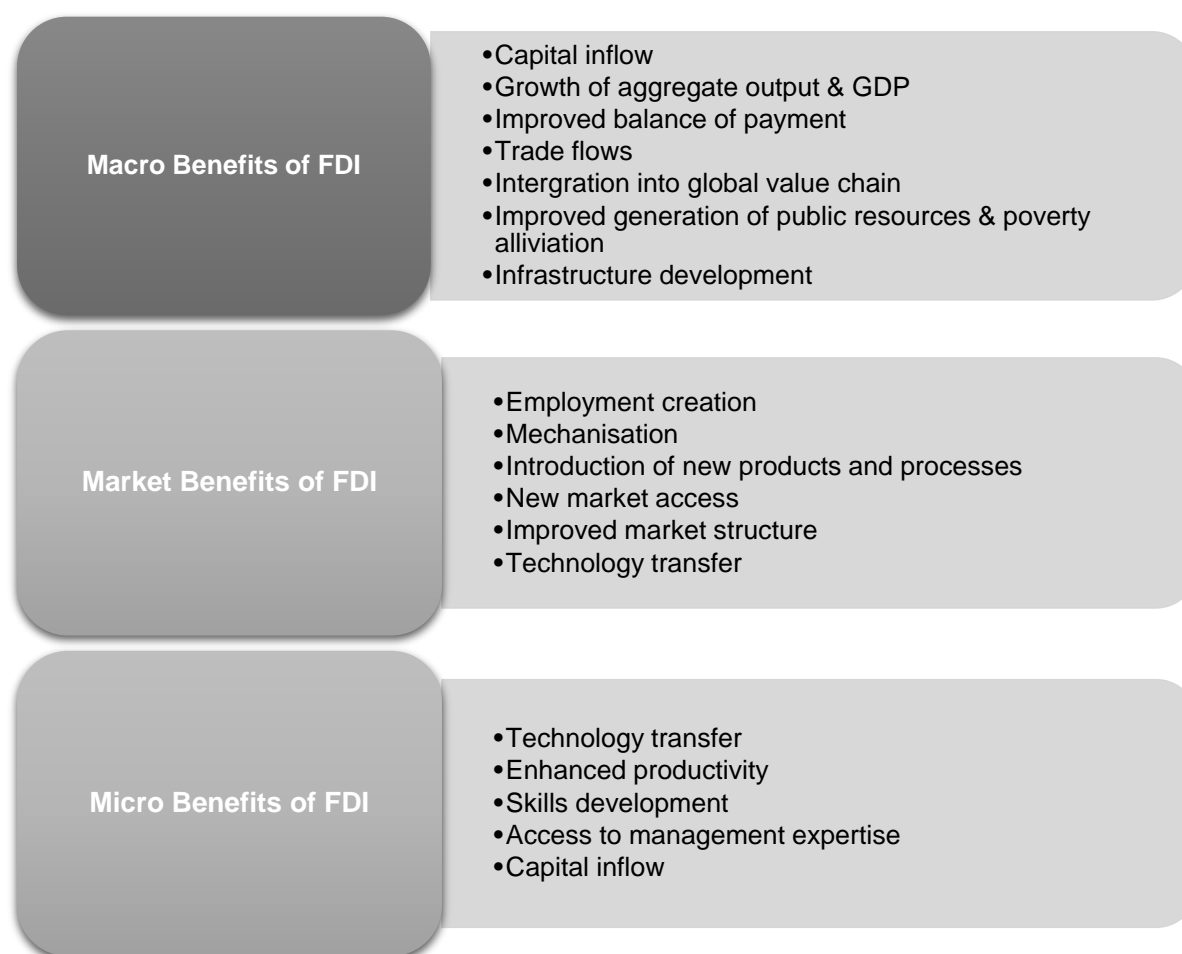 Macro Benefits of FDI
•Capital inflow
•Growth of aggregate output & GDP
•Improved balance of payment
•Trade flows
•Intergration into global value chain
•Improved generation of public resources & poverty
alliviation
•Infrastructure development
Market Benefits of FDI
•Employment creation
•Mechanisation
•Introduction of new products and processes
•New market access
•Improved market structure
•Technology transfer
Micro Benefits of FDI
•Technology transfer
•Enhanced productivity
•Skills development
•Access to management expertise
•Capital inflow